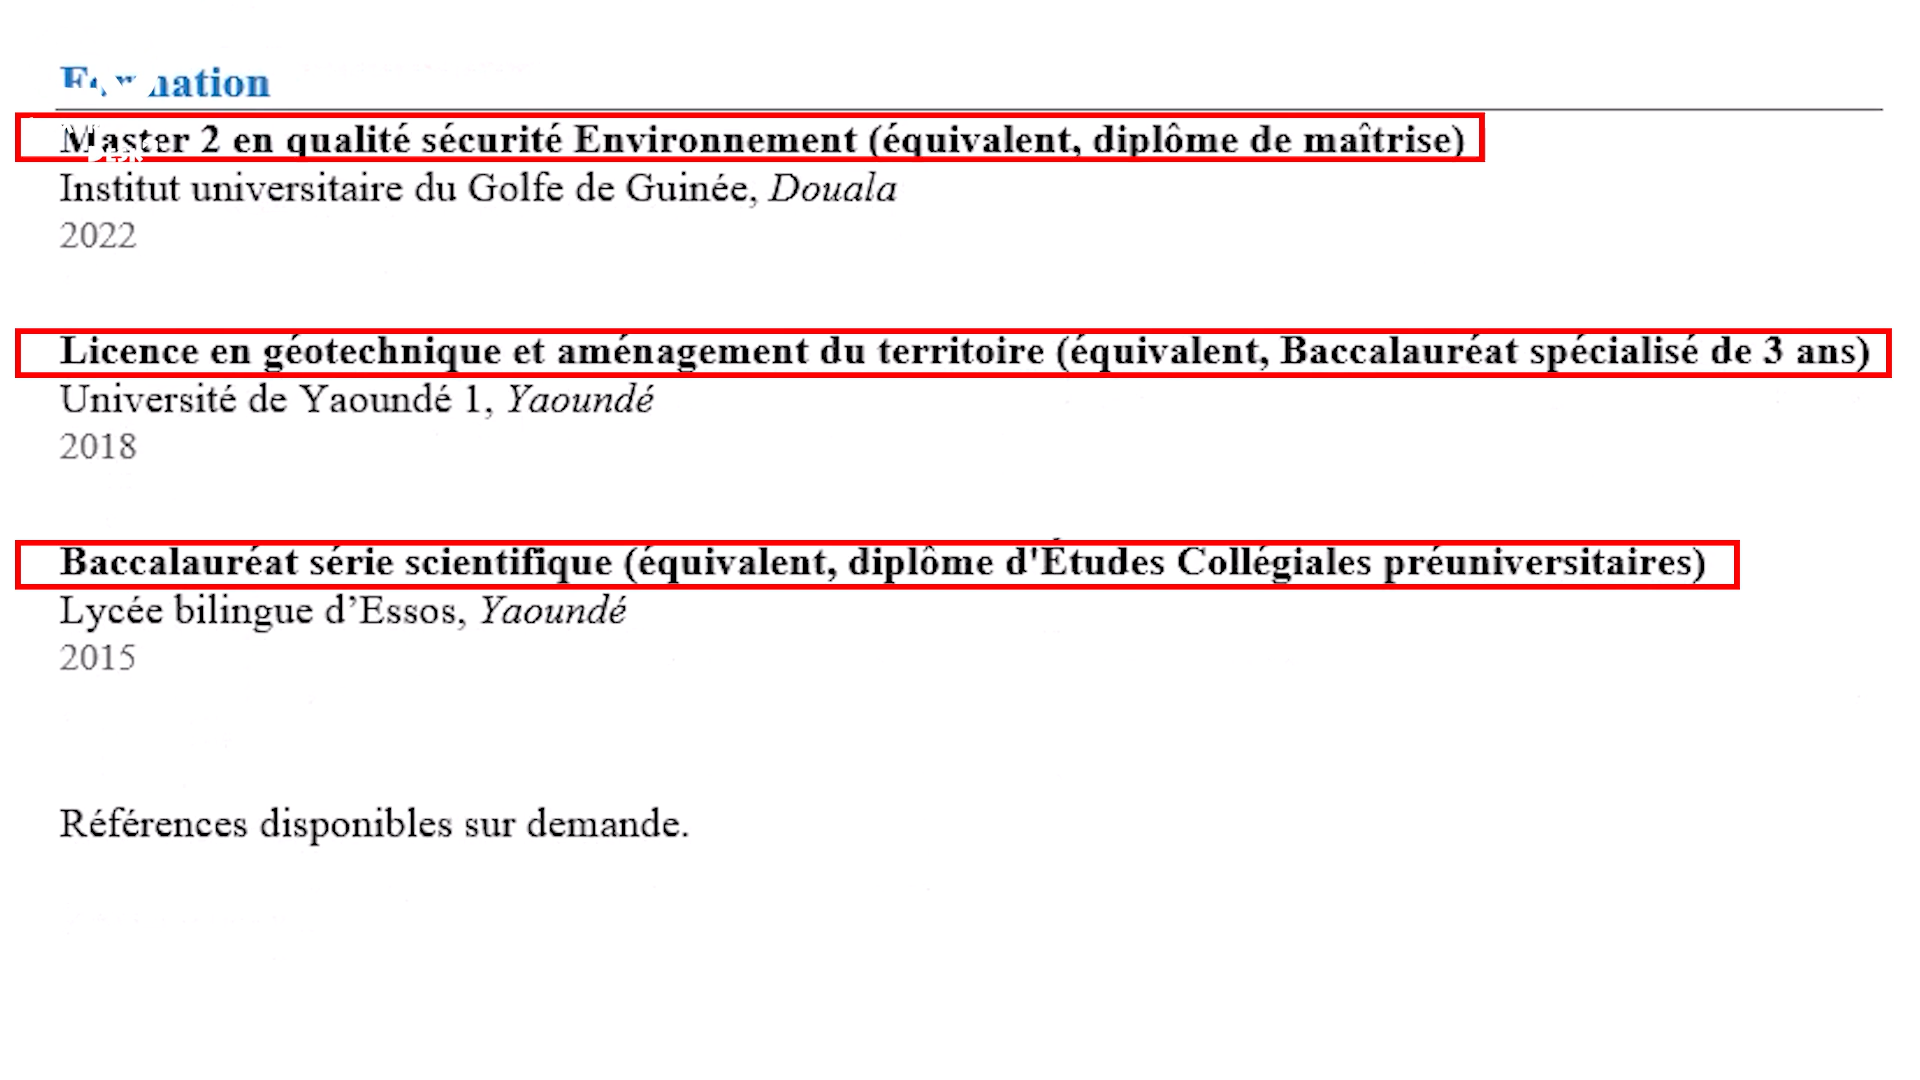 Formation
Master 2 en qualité sécurité Environnement (équivalent, diplôme de maîtrise)
Institut universitaire du Golfe de Guinée, Douala
2022
Licence en géotechnique et aménagement du territoire (équivalent, Baccalauréat spécialisé de 3 ans)
Université de Yaoundé 1, Yaoundé
2018
Baccalauréat série scientifique (équivalent, diplôme d'Études Collégiales préuniversitaires)
Lycée bilingue d’Essos, Yaoundé
2015
Références disponibles sur demande.